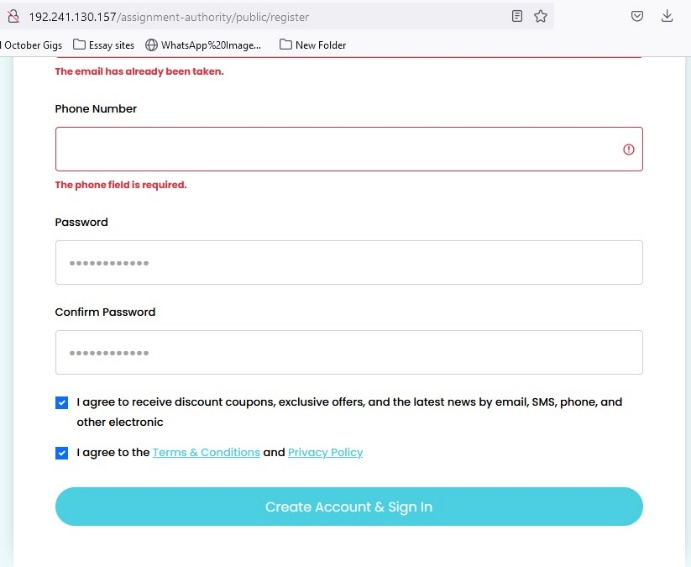 192.241.130.157/assignment-authority/public/register
October Gigs Essay sites WhatsApp%20Image... New Folder
The email has already been taken.
Phone Number
The phone field is required.
Password
Confirm Password
I agree to receive discount coupons, exclusive offers, and the latest news by email, SMS, phone, and
other electronic
I agree to the Terms & Conditions and Privacy Policy
Create Account & Sign In